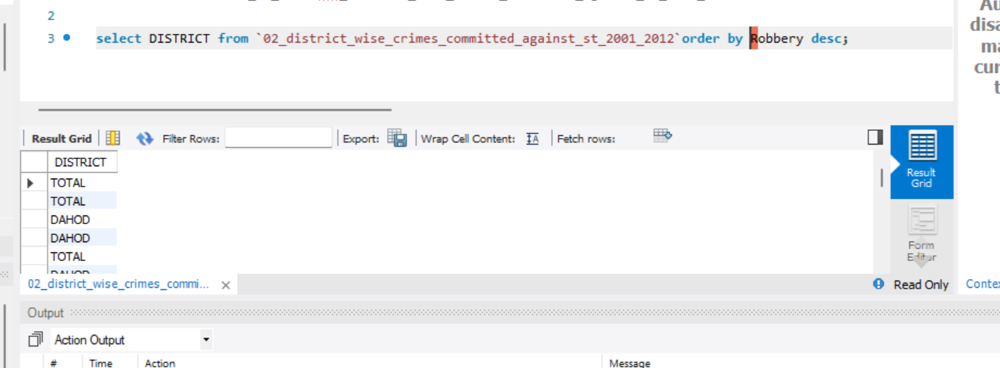 2
Au
disa
3 select DISTRICT from `02_district_wise_crimes_committed_against_st_2001_2012`order by Robbery desc;
ma
cur
t
Result Grid Filter Rows: Export: Wrap Cell Content: Fetch rows:
DISTRICT
TOTAL
TOTAL
DAHOD
DAHOD
TOTAL
DAHOD
Result
Grid
Form
Editor
02_district_wise_crimes_commi...
Read Only
Contex
Output
Action Output
# Time Action Message